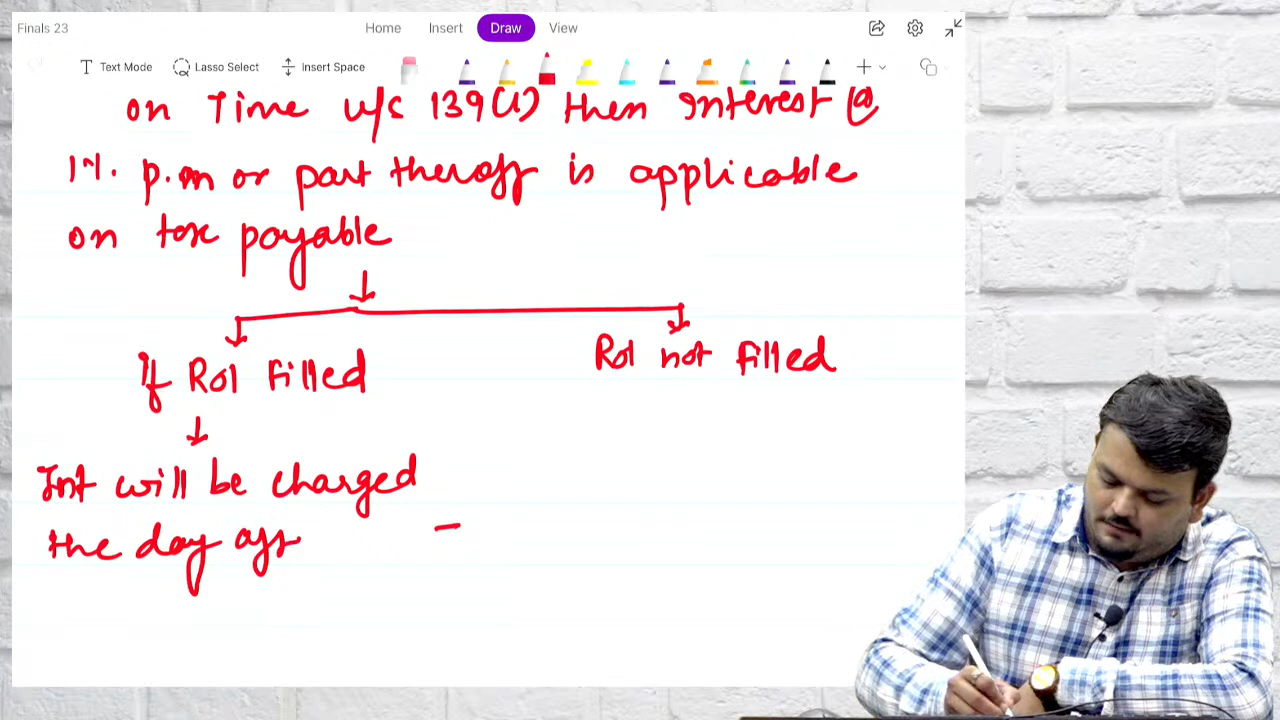 Finals 23
Home Insert Draw View
Text Mode Lasso Select Insert Space
on Time u/s 139(1) then Interest @
1%. p.m or part theroff is applicable
on tax payable
If RoI Filled
RoI not Filled
Int will be charged
the day aff